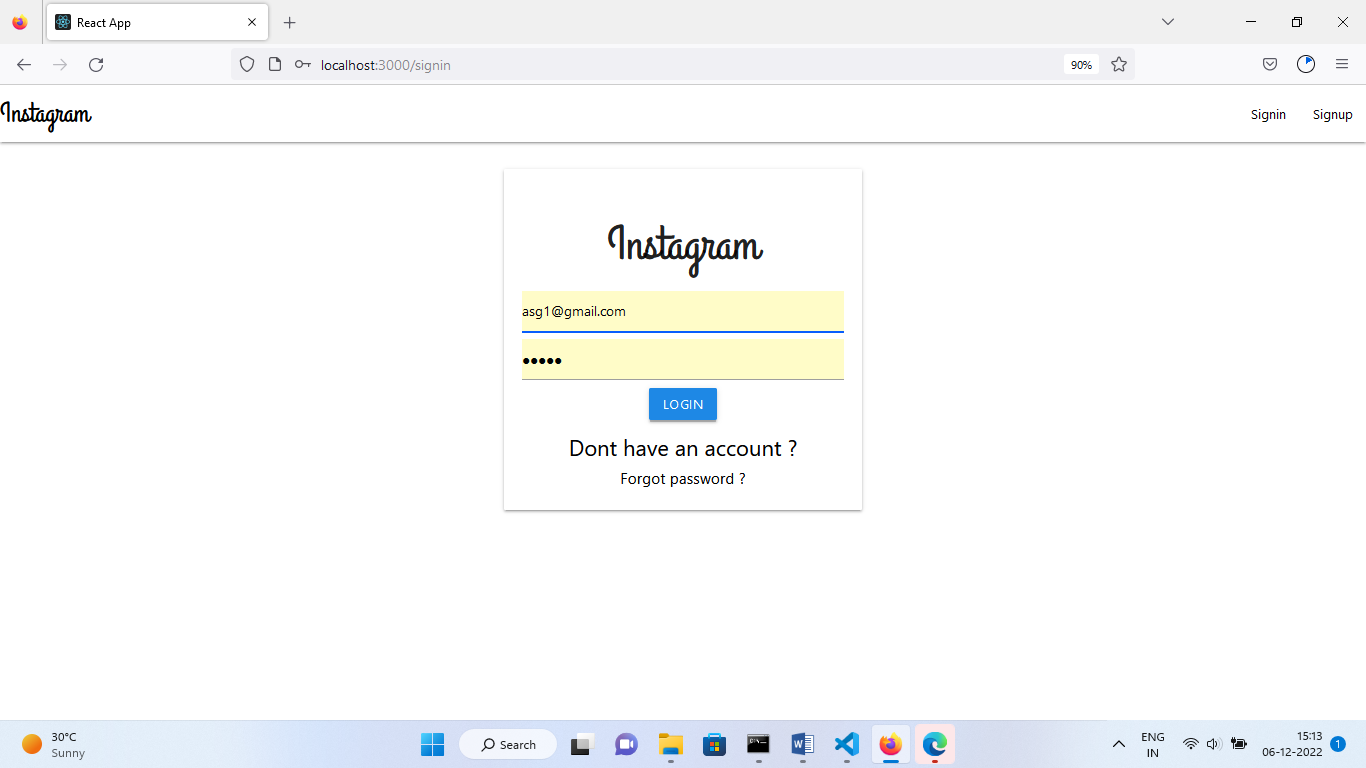 React App
localhost:3000/signin
90%
Instagram
Signin
Signup
Instagram
asg1@gmail.com
•••••
LOGIN
Dont have an account ?
Forgot password ?
30°C
Sunny
Search
ENG
IN
15:13
06-12-2022
1